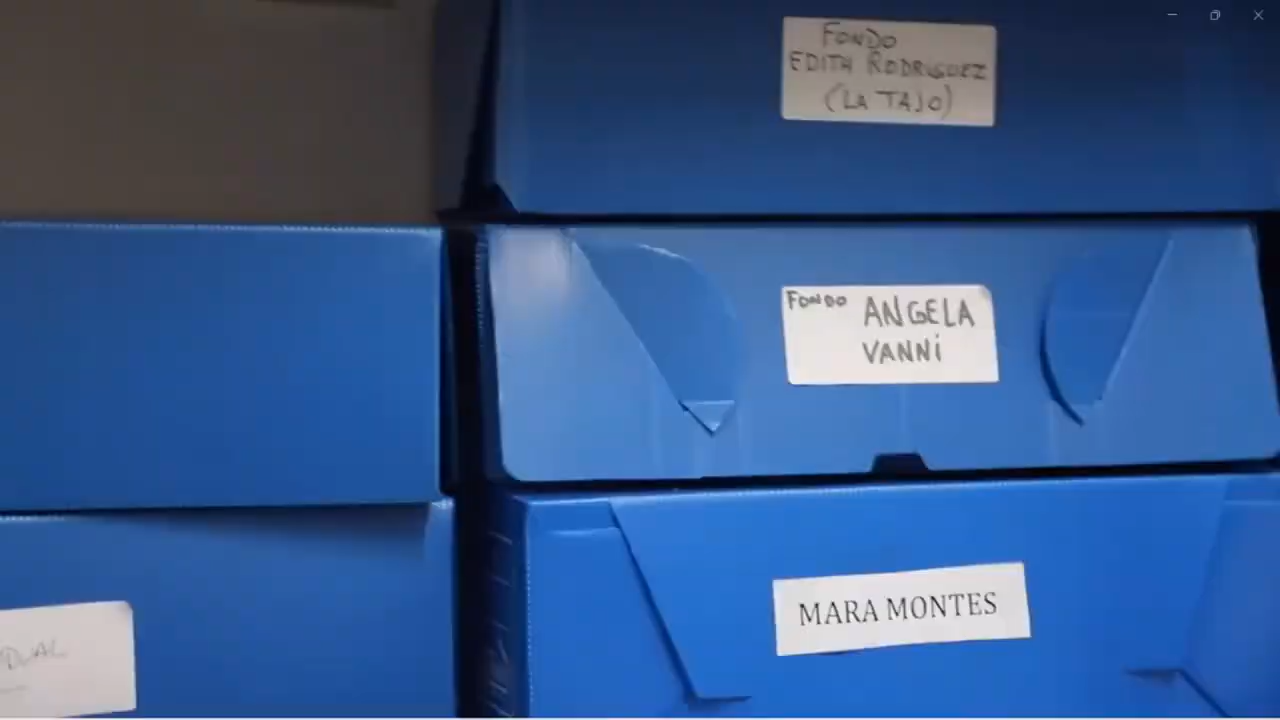 FONDO
EDITH RODRIGUEZ
(LA TAJO)
FONDO ANGELA
VANNI
MARA MONTES